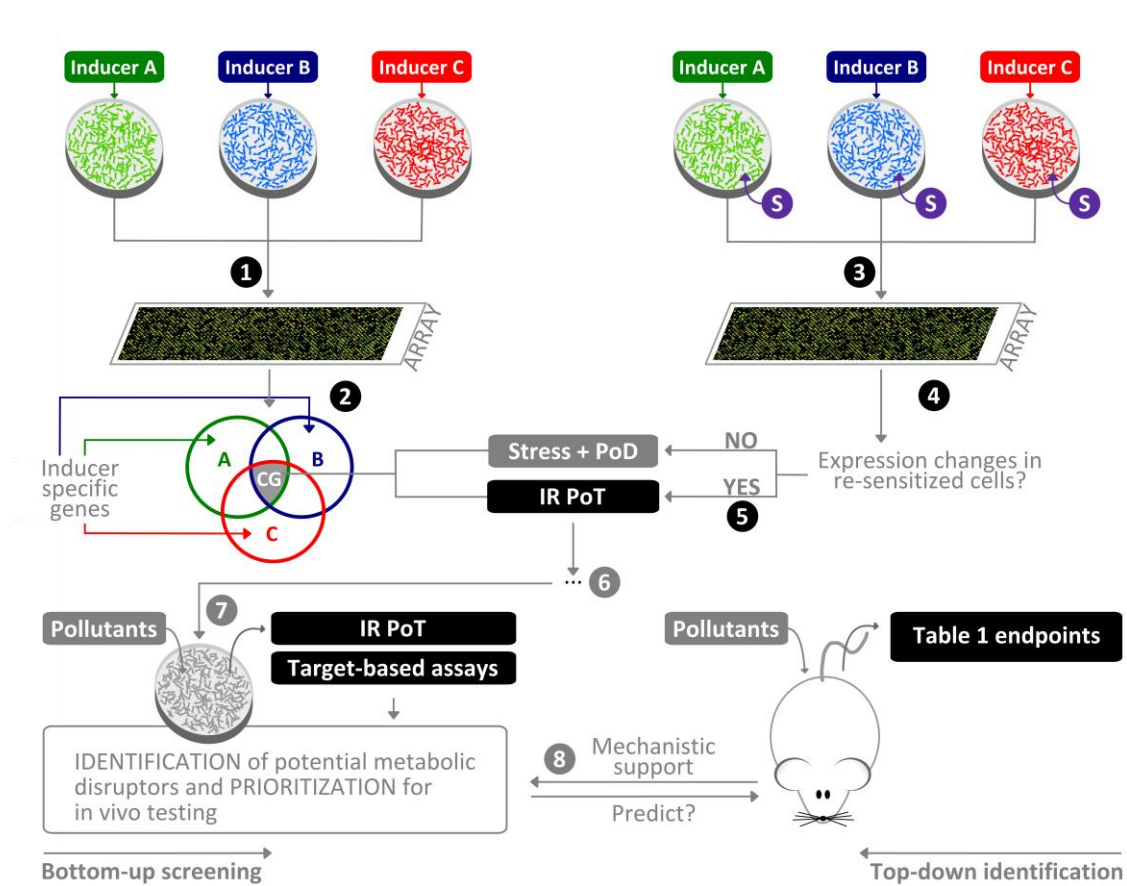 Inducer A
Inducer B
Inducer C
Inducer A
Inducer B
Inducer C
S
S
S
1
3
ARRAY
ARRAY
2
4
A
B
CG
C
Inducer
specific
genes
Stress + PoD
NO
IR PoT
YES
5
Expression changes in
re-sensitized cells?
... 6
7
Pollutants
IR PoT
Target-based assays
Pollutants
Table 1 endpoints
IDENTIFICATION of potential metabolic
disruptors and PRIORITIZATION for
in vivo testing
8
Mechanistic
support
Predict?
Bottom-up screening
Top-down identification